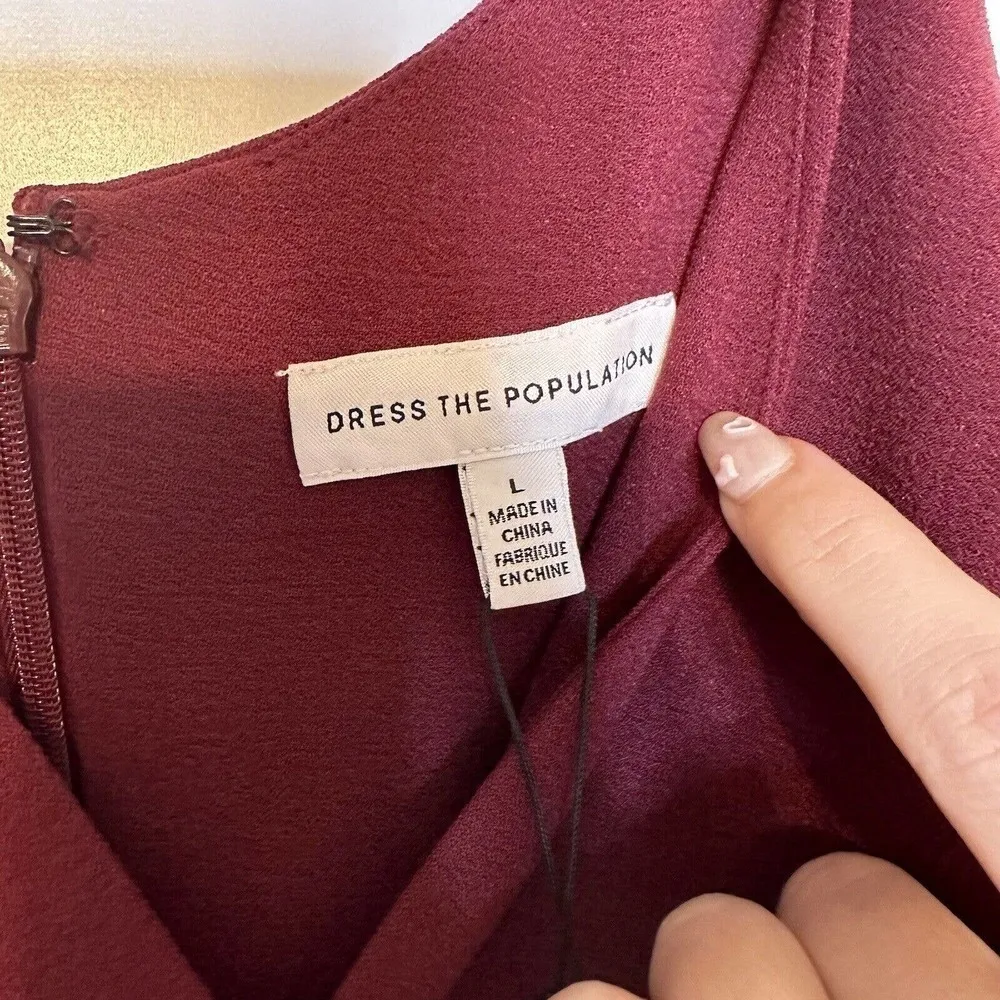 DRESS THE POPULATION
L
MADE IN
CHINA
FABRIQUE
EN CHINE